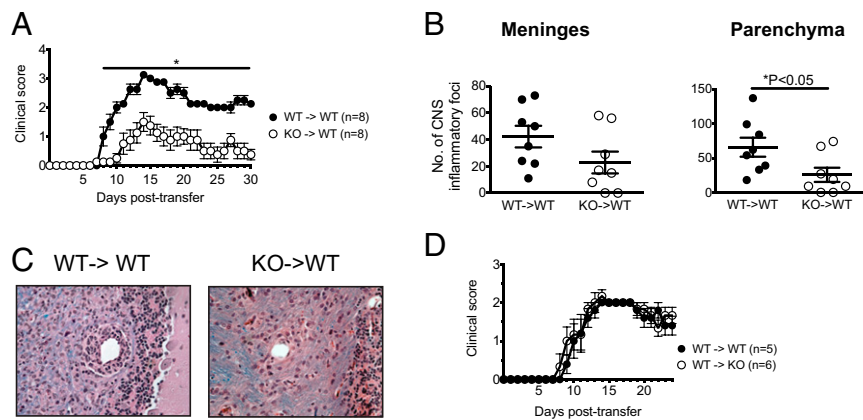 A
Clinical score
4
3
2
1
0
*
WT -> WT (n=8)
KO -> WT (n=8)
5 10 15 20 25 30
Days post-transfer
B
Meninges
Parenchyma
No. of CNS
inflammatory foci
80
60
40
20
0
WT->WT KO->WT
150
100
50
0
*P<0.05
WT->WT KO->WT
C
WT-> WT
KO->WT
D
Clinical score
3
2
1
0
WT -> WT (n=5)
WT -> KO (n=6)
5 10 15 20
Days post-transfer